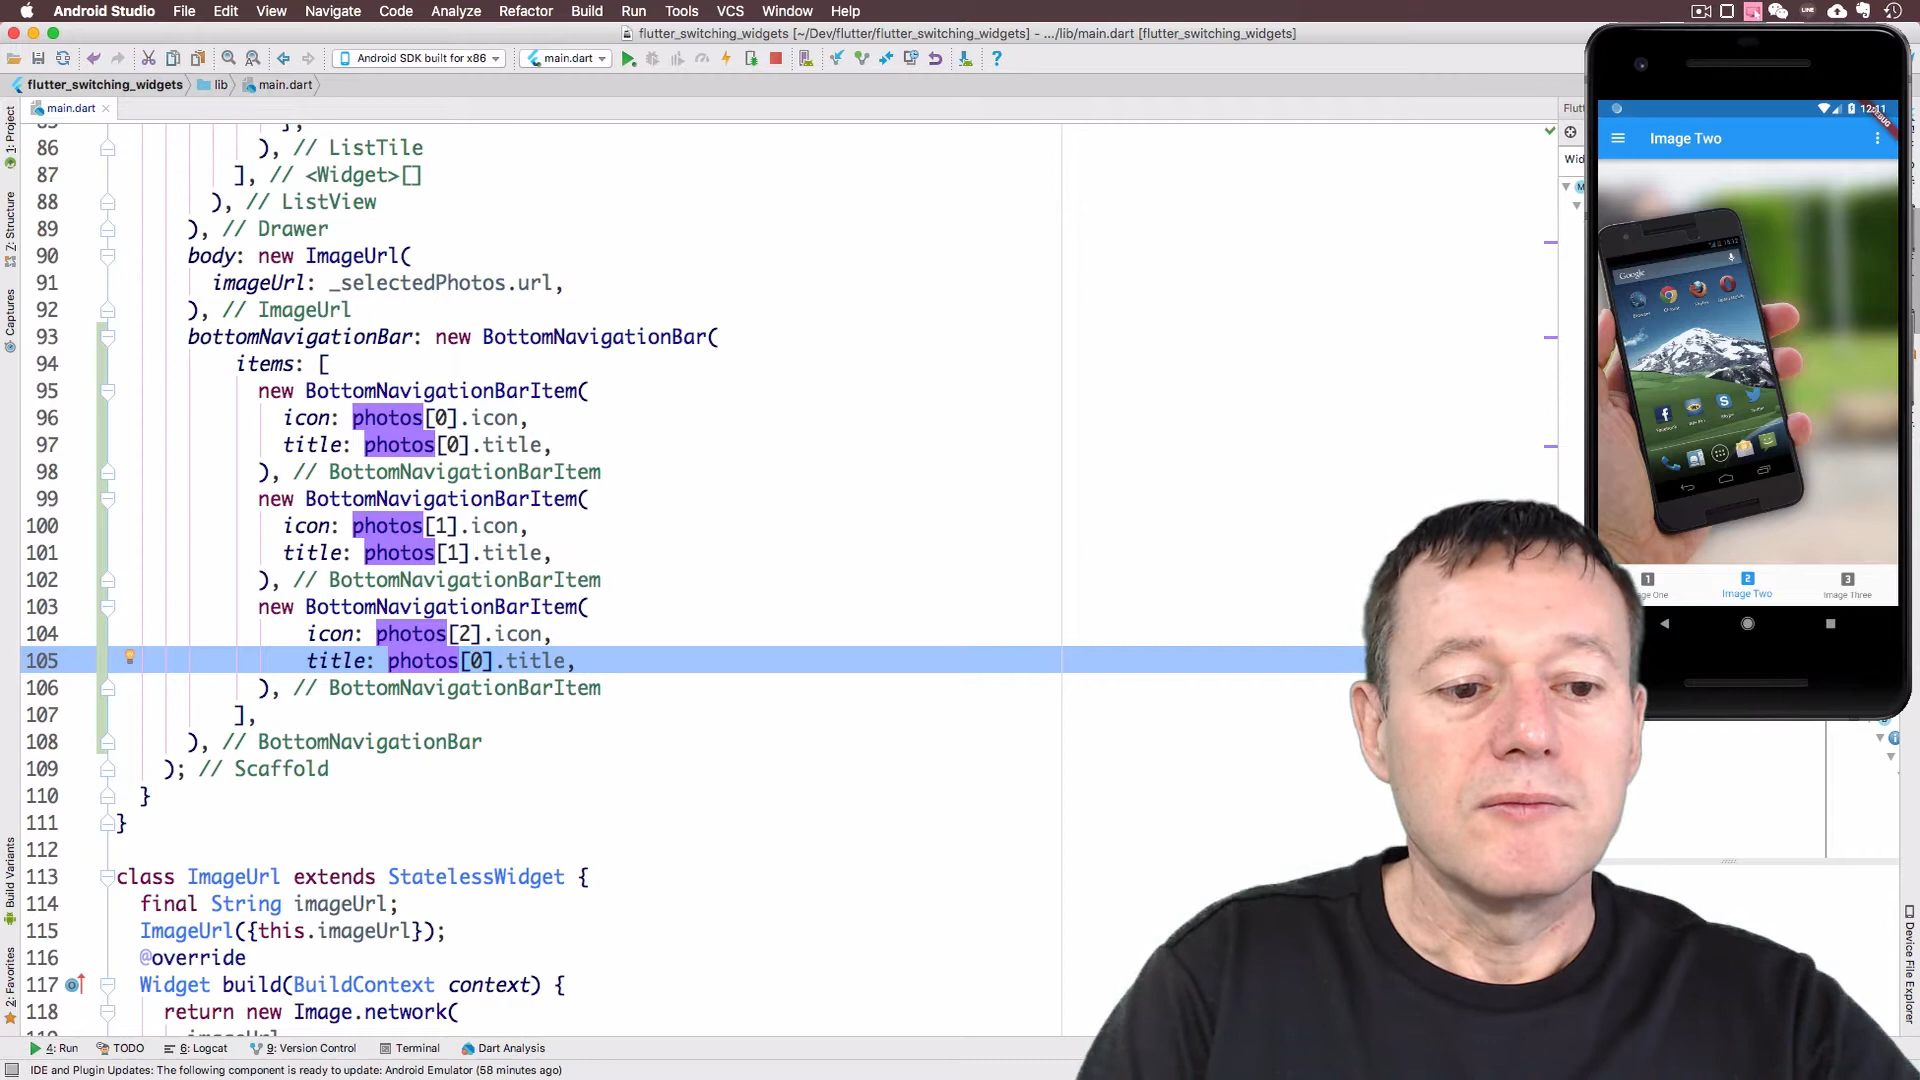 Android Studio File Edit View Navigate Code Analyze Refactor Build Run Tools VCS Window Help
flutter_switching_widgets [~/Dev/flutter/flutter_switching_widgets] - .../lib/main.dart [flutter_switching_widgets]
Android SDK built for x86 main.dart
flutter_switching_widgets lib main.dart
main.dart
86 ), // ListTile
87 ], // <Widget>[]
88 ), // ListView
89 ), // Drawer
90 body: new ImageUrl(
91 imageUrl: _selectedPhotos.url,
92 ), // ImageUrl
93 bottomNavigationBar: new BottomNavigationBar(
94 items: [
95 new BottomNavigationBarItem(
96 icon: photos[0].icon,
97 title: photos[0].title,
98 ), // BottomNavigationBarItem
99 new BottomNavigationBarItem(
100 icon: photos[1].icon,
101 title: photos[1].title,
102 ), // BottomNavigationBarItem
103 new BottomNavigationBarItem(
104 icon: photos[2].icon,
105 title: photos[0].title,
106 ), // BottomNavigationBarItem
107 ],
108 ), // BottomNavigationBar
109 ); // Scaffold
110 }
111 }
112
113 class ImageUrl extends StatelessWidget {
114 final String imageUrl;
115 ImageUrl({this.imageUrl});
116 @override
117 Widget build(BuildContext context) {
118 return new Image.network(
1: Project
7: Structure
Captures
Build Variants
2: Favorites
Flut
Wid
12:11
DEBUG
Image Two
Google
1 2 3
Image Two Image Three
Device File Explorer
4: Run TODO 6: Logcat 9: Version Control Terminal Dart Analysis
IDE and Plugin Updates: The following component is ready to update: Android Emulator (58 minutes ago)